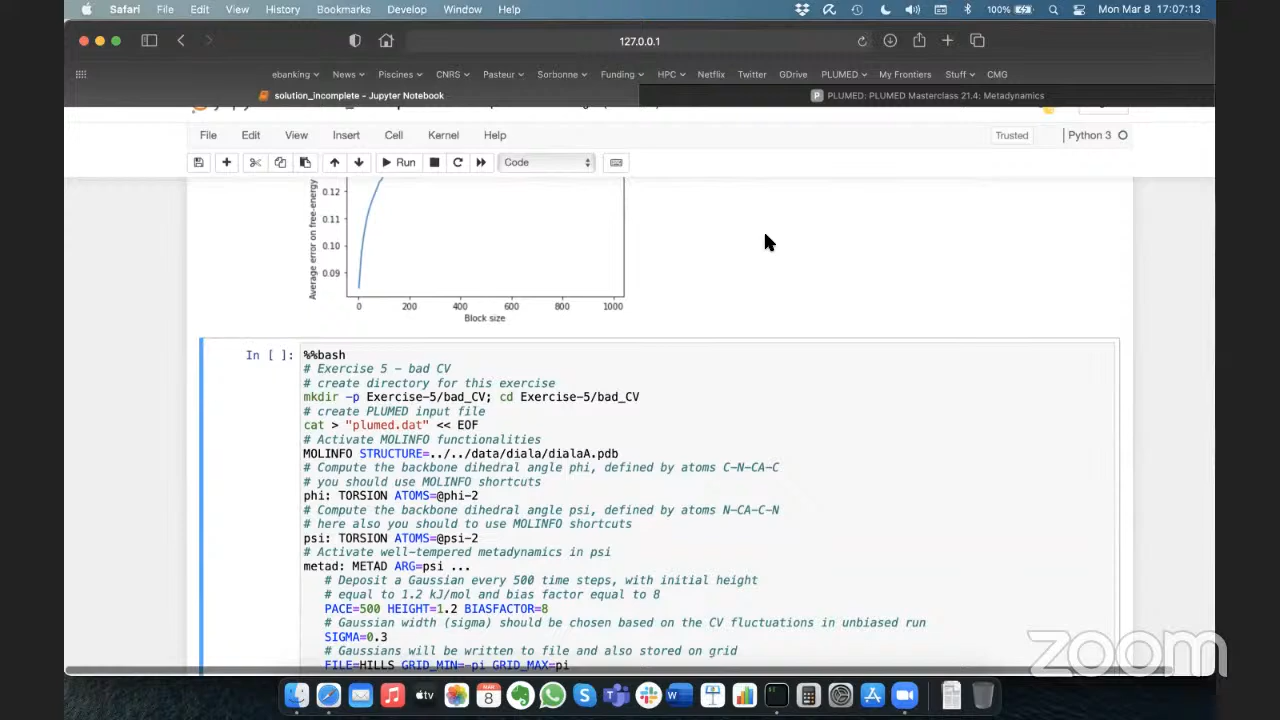 Safari File Edit View History Bookmarks Develop Window Help 100% Mon Mar 8 17:07:13
127.0.0.1
ebanking News Piscines CNRS Pasteur Sorbonne Funding HPC Netflix Twitter GDrive PLUMED My Frontiers Stuff CMG
solution_incomplete - Jupyter Notebook P PLUMED: PLUMED Masterclass 21.4: Metadynamics
File Edit View Insert Cell Kernel Help Trusted Python 3
Run Code
0.12
0.11
0.10
0.09
Average error on free-energy
0 200 400 600 800 1000
Block size
In [ ]: %%bash
# Exercise 5 - bad CV
# create directory for this exercise
mkdir -p Exercise-5/bad_CV; cd Exercise-5/bad_CV
# create PLUMED input file
cat > "plumed.dat" << EOF
# Activate MOLINFO functionalities
MOLINFO STRUCTURE=../../data/diala/dialaA.pdb
# Compute the backbone dihedral angle phi, defined by atoms C-N-CA-C
# you should use MOLINFO shortcuts
phi: TORSION ATOMS=@phi-2
# Compute the backbone dihedral angle psi, defined by atoms N-CA-C-N
# here also you should to use MOLINFO shortcuts
psi: TORSION ATOMS=@psi-2
# Activate well-tempered metadynamics in psi
metad: METAD ARG=psi ...
# Deposit a Gaussian every 500 time steps, with initial height
# equal to 1.2 kJ/mol and bias factor equal to 8
PACE=500 HEIGHT=1.2 BIASFACTOR=8
# Gaussian width (sigma) should be chosen based on the CV fluctuations in unbiased run
SIGMA=0.3
# Gaussians will be written to file and also stored on grid
FILE=HILLS GRID_MIN=-pi GRID_MAX=pi
zoom
tv MAR 8 S W